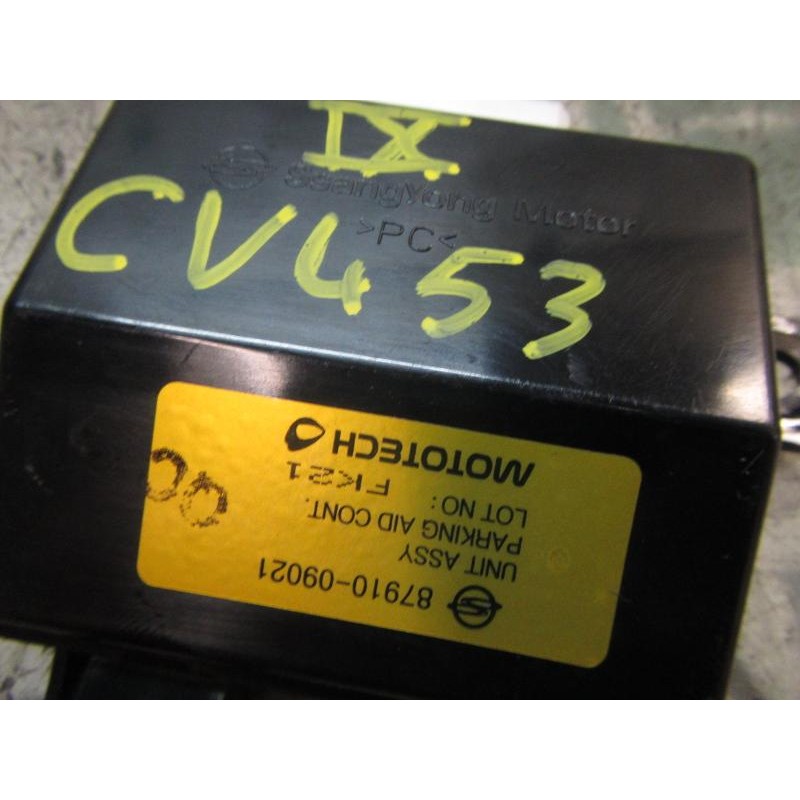 IX
SsangYong Motor
>PC<
CV453
87910-09021
UNIT ASSY
PARKING AID CONT.
LOT NO:
FK21
MOTOTECH